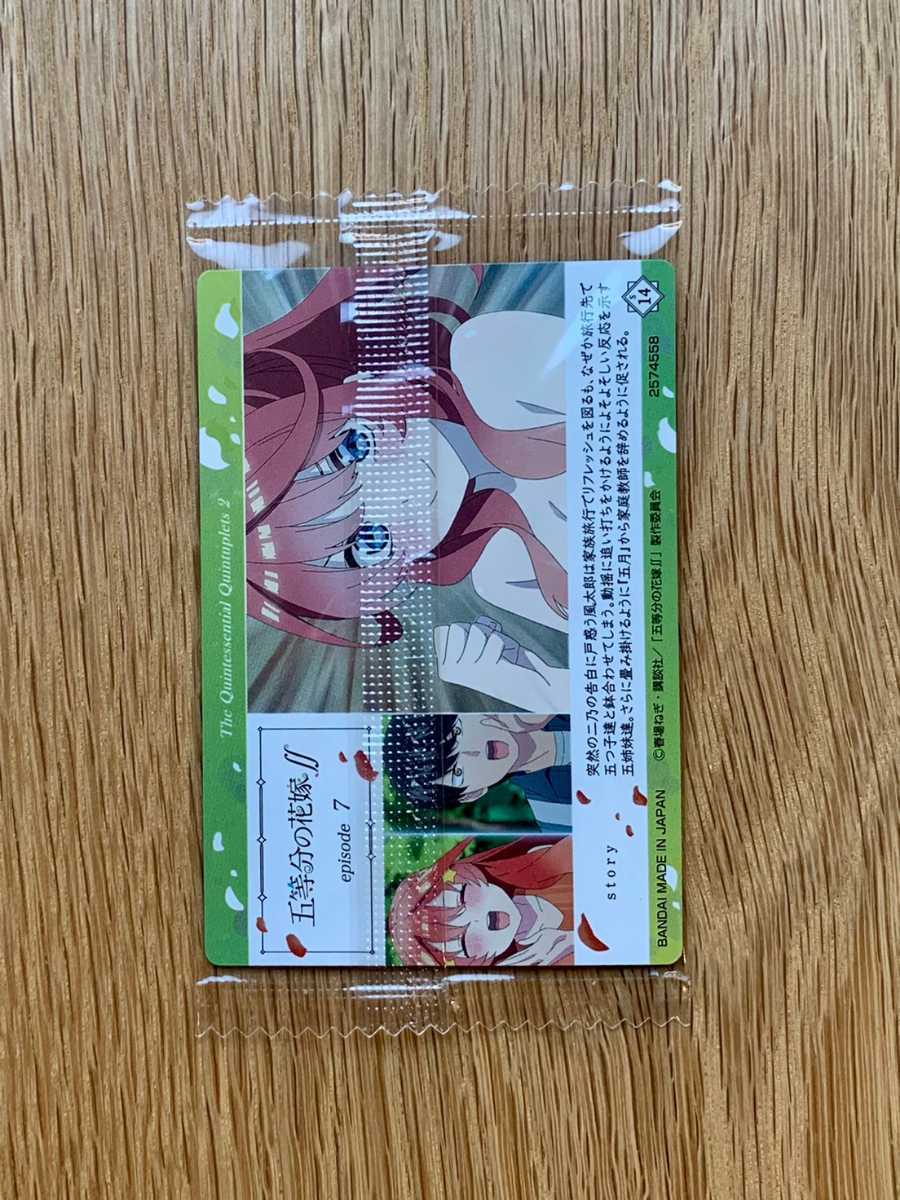 The Quintessential Quintuplets 2
五等分の花嫁∬
episode 7
story
突然の二乃の告白に戸惑う風太郎は家族旅行でリフレッシュを図るも、なぜか旅行先で
五つ子達と鉢合わせてしまう。動揺に追い打ちをかけるようによそよそしい反応を示す
五姉妹達。さらに畳み掛けるように『五月』から家庭教師を辞めるように促される。
S
14
BANDAI MADE IN JAPAN
©春場ねぎ・講談社／「五等分の花嫁∬」製作委員会
2574558